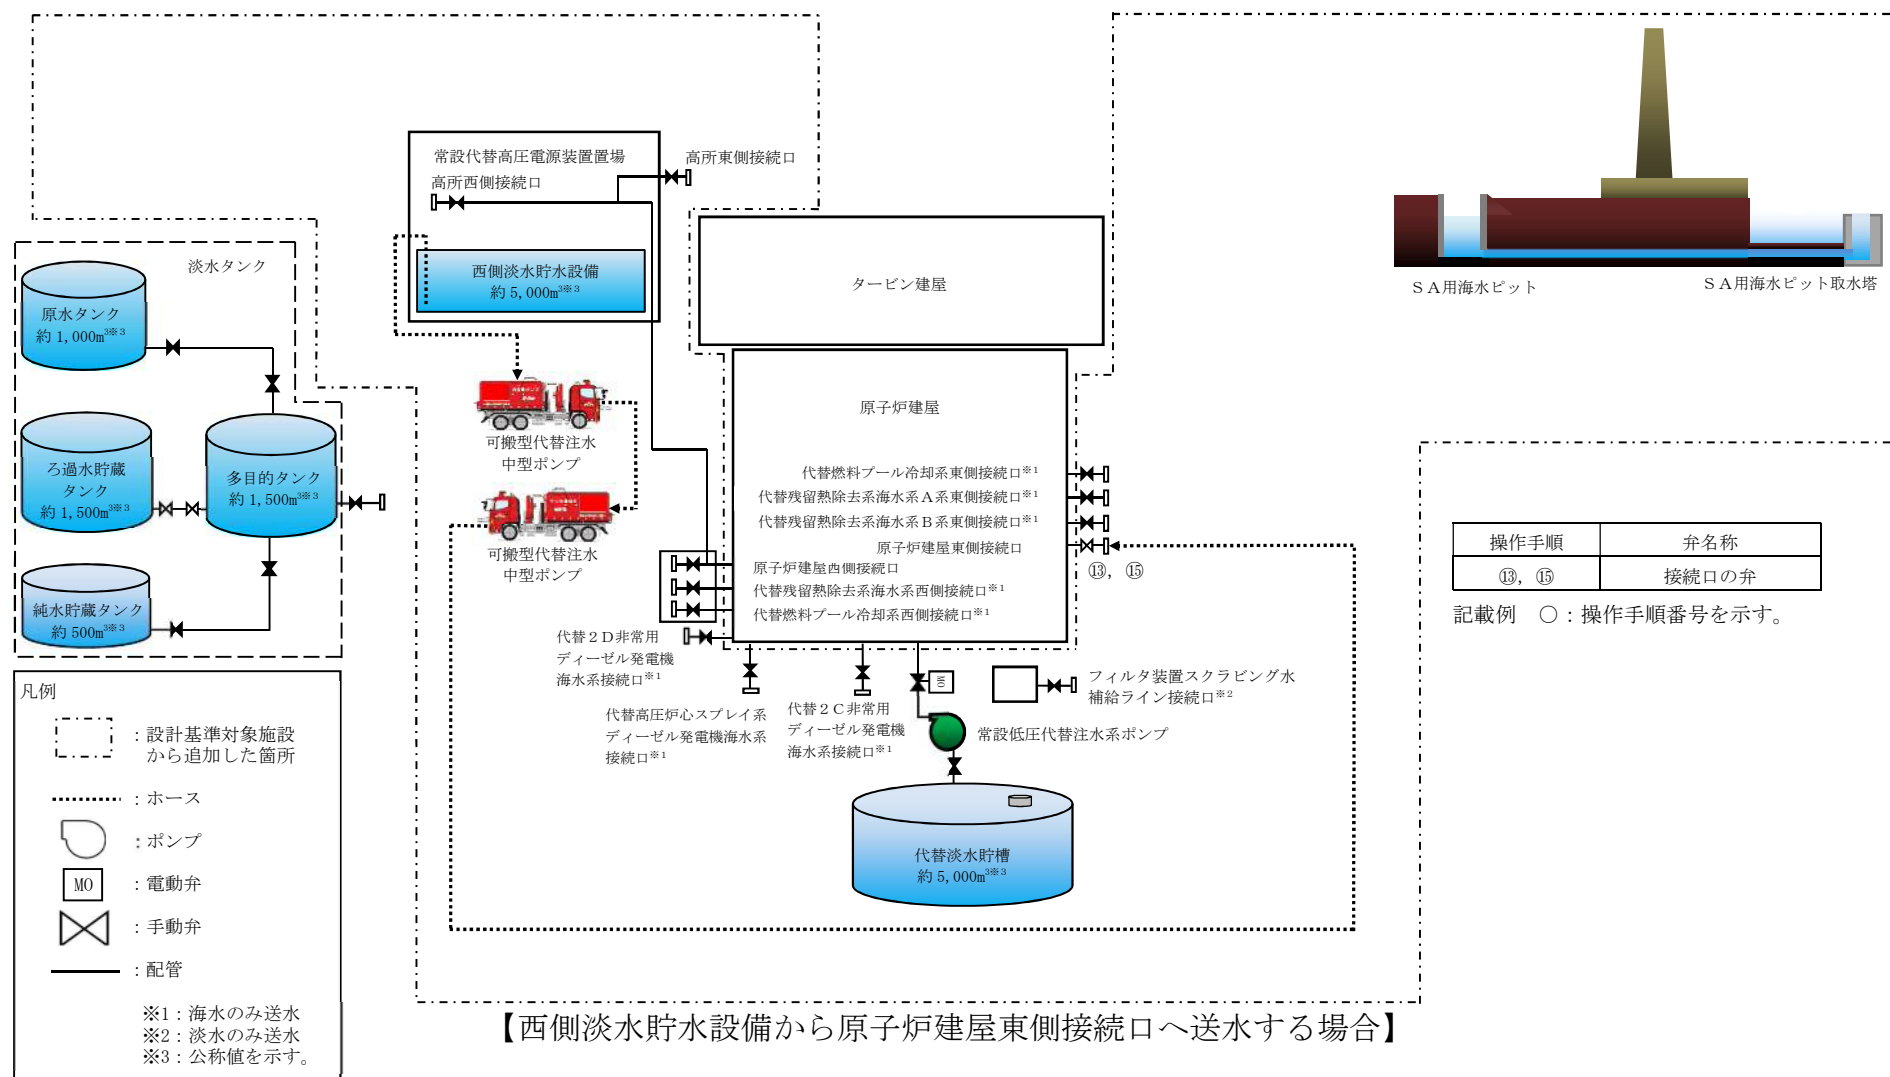 常設代替高圧電源装置置場
高所東側接続口
高所西側接続口
西側淡水貯水設備
約5,000m³※3
淡水タンク
原水タンク
約1,000m³※3
ろ過水貯蔵
タンク
約1,500m³※3
多目的タンク
約1,500m³※3
純水貯蔵タンク
約500m³※3
可搬型代替注水
中型ポンプ
可搬型代替注水
中型ポンプ
タービン建屋
原子炉建屋
代替燃料プール冷却系東側接続口※1
代替残留熱除去系海水系A系東側接続口※1
代替残留熱除去系海水系B系東側接続口※1
原子炉建屋東側接続口
⑬,⑮
原子炉建屋西側接続口
代替残留熱除去系海水系西側接続口※1
代替燃料プール冷却系西側接続口※1
代替2D非常用
ディーゼル発電機
海水系接続口※1
代替高圧炉心スプレイ系
ディーゼル発電機海水系
接続口※1
代替2C非常用
ディーゼル発電機
海水系接続口※1
MO
フィルタ装置スクラビング水
補給ライン接続口※2
常設低圧代替注水系ポンプ
代替淡水貯槽
約5,000m³※3
SA用海水ピット
SA用海水ピット取水塔
操作手順 弁名称
⑬,⑮ 接続口の弁
記載例 ○:操作手順番号を示す。
凡例
:設計基準対象施設
から追加した箇所
:ホース
:ポンプ
MO :電動弁
:手動弁
:配管
※1:海水のみ送水
※2:淡水のみ送水
※3:公称値を示す。
【西側淡水貯水設備から原子炉建屋東側接続口へ送水する場合】